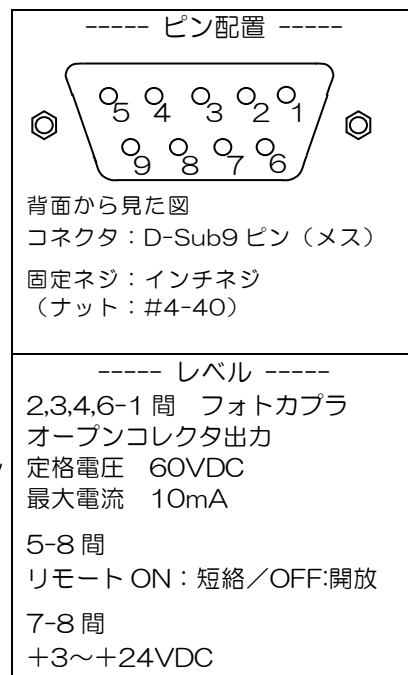 ----- ピン配置 -----
5 4 3 2 1
9 8 7 6
背面から見た図
コネクタ：D-Sub9 ピン（メス）
固定ネジ：インチネジ
（ナット：#4-40）
----- レベル -----
2,3,4,6-1 間　フォトカプラ
オープンコレクタ出力
定格電圧　60VDC
最大電流　10mA
5-8 間
リモート ON：短絡／OFF:開放
7-8 間
＋3～＋24VDC